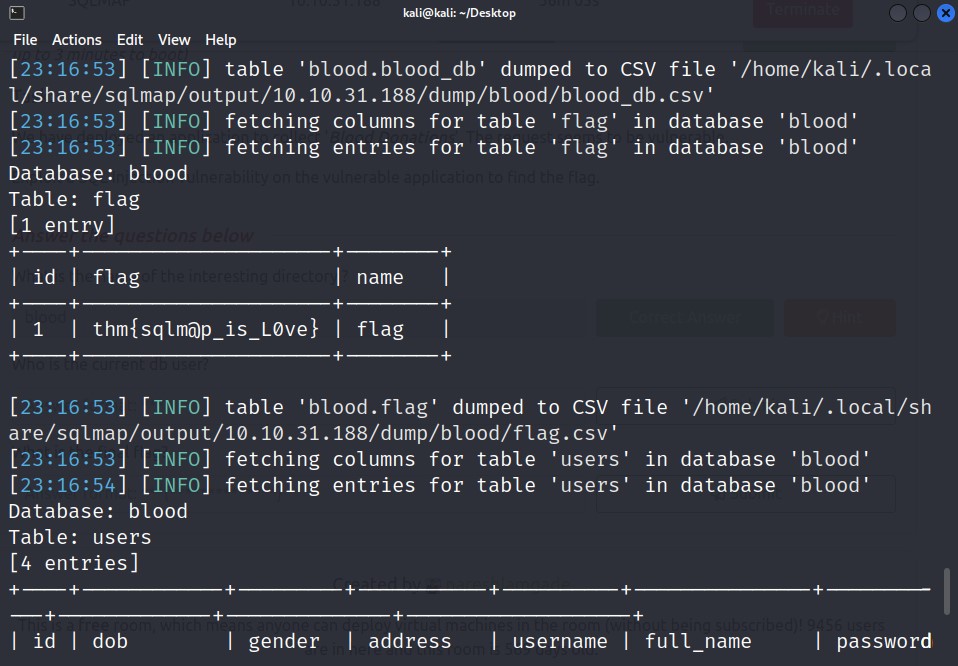 kali@kali: ~/Desktop
File Actions Edit View Help
[23:16:53] [INFO] table 'blood.blood_db' dumped to CSV file '/home/kali/.loca
l/share/sqlmap/output/10.10.31.188/dump/blood/blood_db.csv'
[23:16:53] [INFO] fetching columns for table 'flag' in database 'blood'
[23:16:53] [INFO] fetching entries for table 'flag' in database 'blood'
Database: blood
Table: flag
[1 entry]
| id | flag | name |
| 1 | thm{sqlm@p_is_L0ve} | flag |
[23:16:53] [INFO] table 'blood.flag' dumped to CSV file '/home/kali/.local/sh
are/sqlmap/output/10.10.31.188/dump/blood/flag.csv'
[23:16:53] [INFO] fetching columns for table 'users' in database 'blood'
[23:16:54] [INFO] fetching entries for table 'users' in database 'blood'
Database: blood
Table: users
[4 entries]
| id | dob | gender | address | username | full_name | password